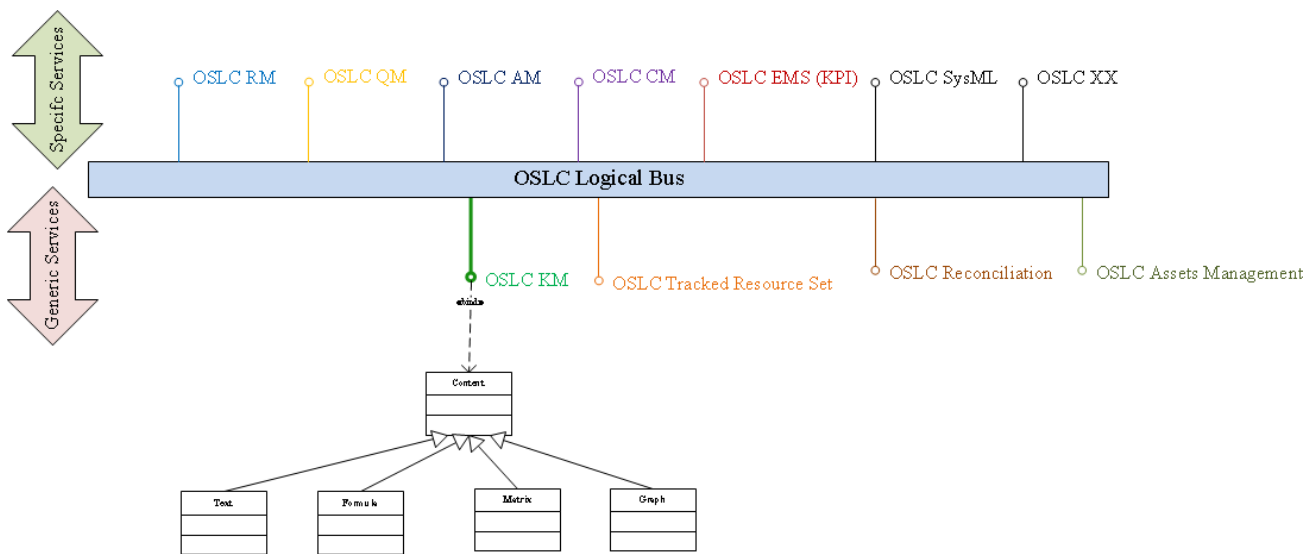 Specifc Services
OSLC RM
OSLC QM
OSLC AM
OSLC CM
OSLC EMS (KPI)
OSLC SysML
OSLC XX
OSLC Logical Bus
Generic Services
OSLC KM
OSLC Tracked Resource Set
OSLC Reconciliation
OSLC Assets Management
«bind»
Content
Text
Formula
Matrix
Graph